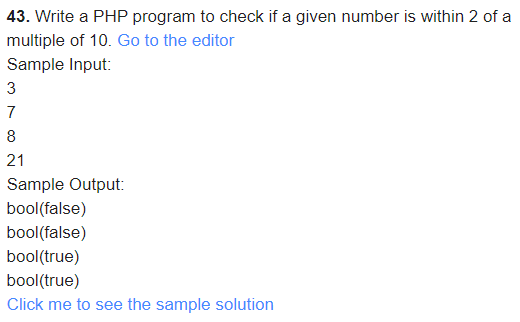 43. Write a PHP program to check if a given number is within 2 of a
multiple of 10. Go to the editor
Sample Input:
3
7
8
21
Sample Output:
bool(false)
bool(false)
bool(true)
bool(true)
Click me to see the sample solution